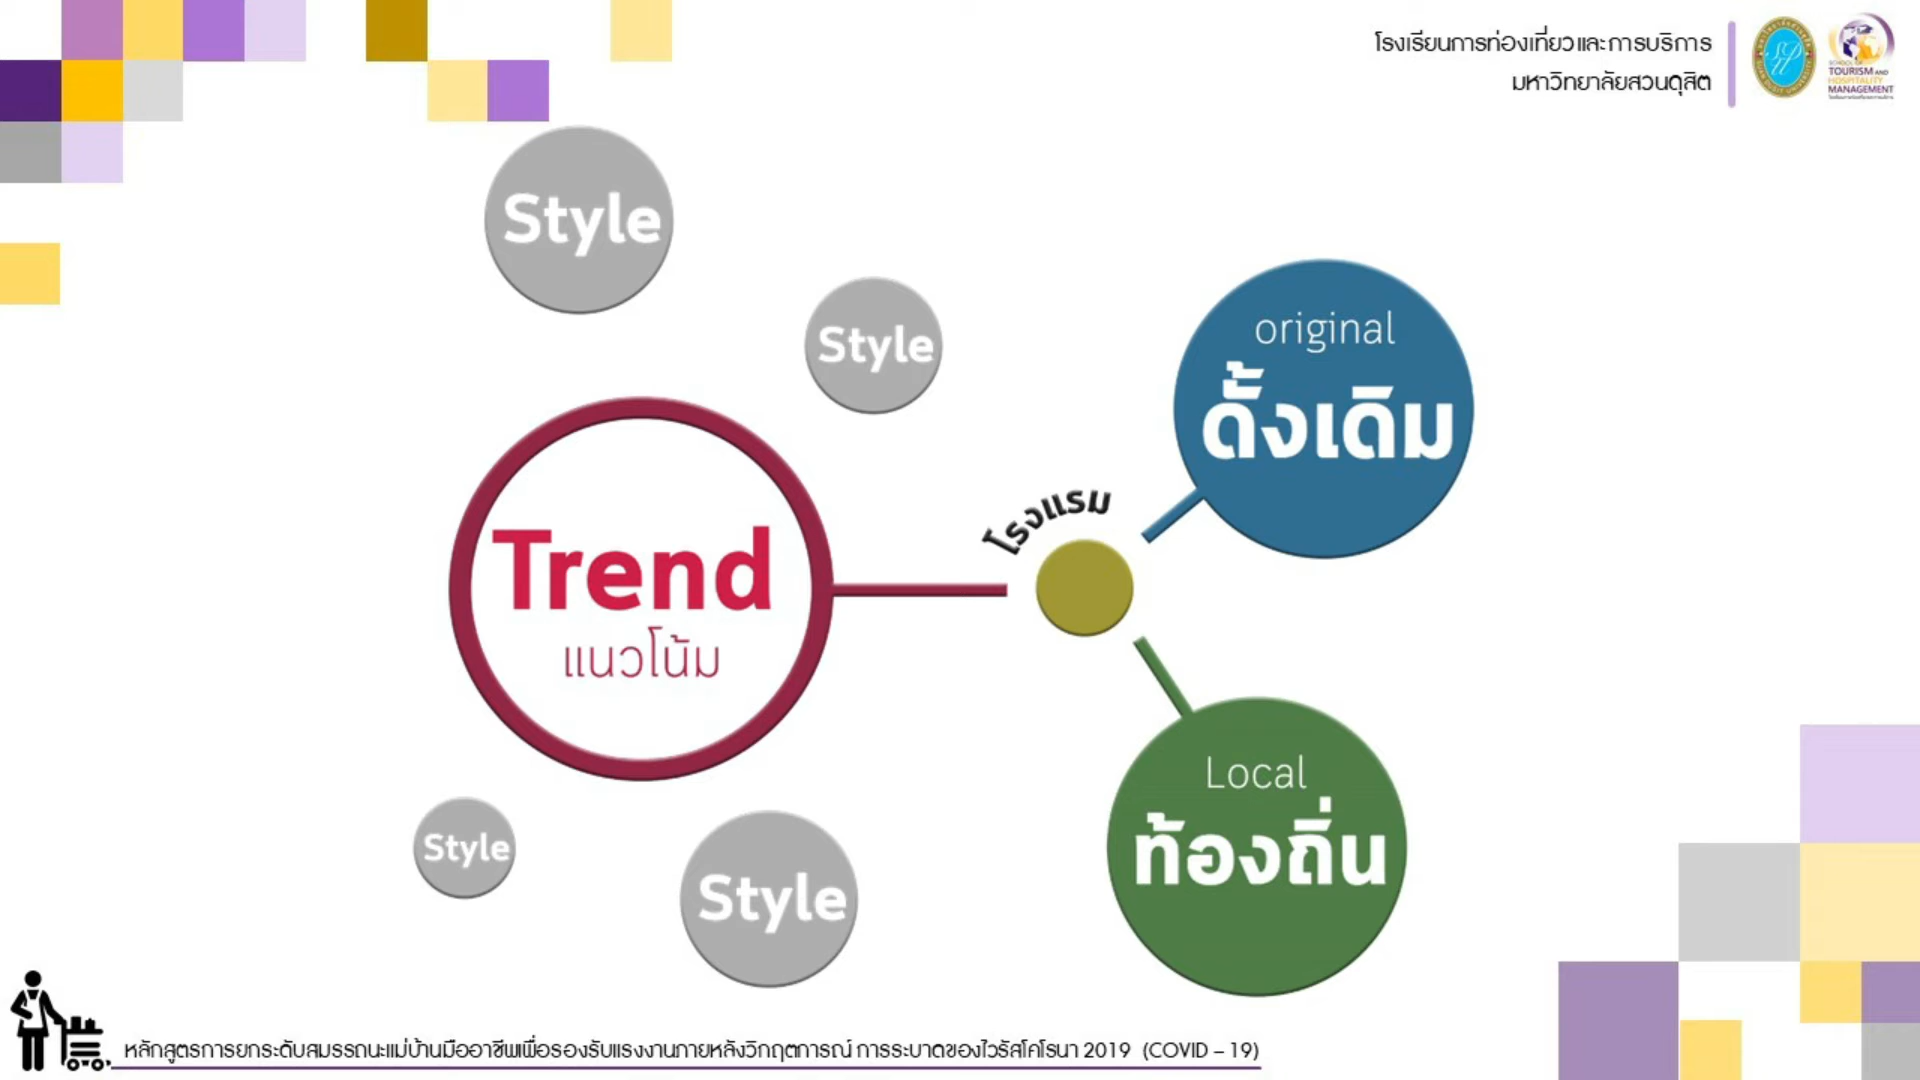 โรงเรียนการท่องเที่ยวและการบริการ
มหาวิทยาลัยสวนดุสิต
SCHOOL OF
TOURISM AND
HOSPITALITY
MANAGEMENT
Style
Style
original
ดั้งเดิม
โรงแรม
Trend
แนวโน้ม
Local
ท้องถิ่น
Style
Style
หลักสูตรการยกระดับสมรรถนะแม่บ้านมืออาชีพเพื่อรองรับแรงงานภายหลังวิกฤตการณ์ การระบาดของไวรัสโคโรนา 2019 (COVID – 19)